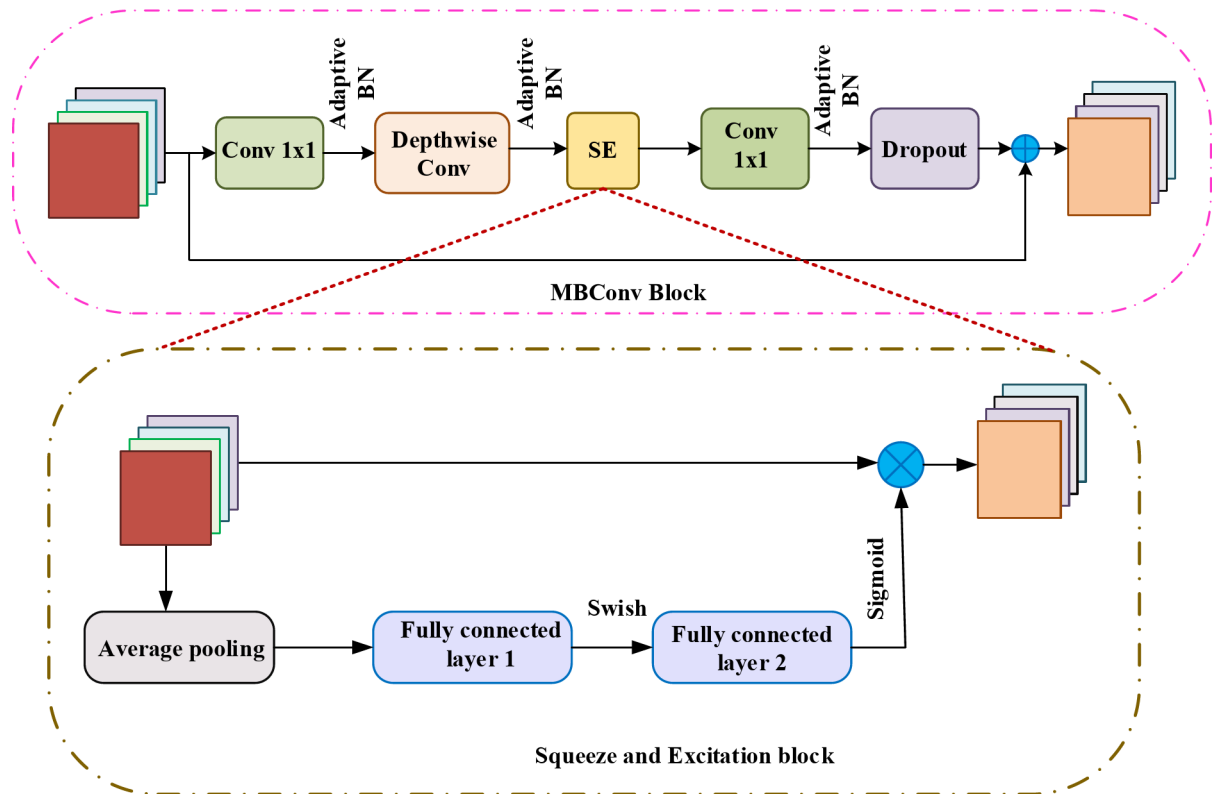 Adaptive
BN
Adaptive
BN
Adaptive
BN
Conv 1x1
Depthwise
Conv
SE
Conv
1x1
Dropout
MBConv Block
Sigmoid
Swish
Average pooling
Fully connected
layer 1
Fully connected
layer 2
Squeeze and Excitation block